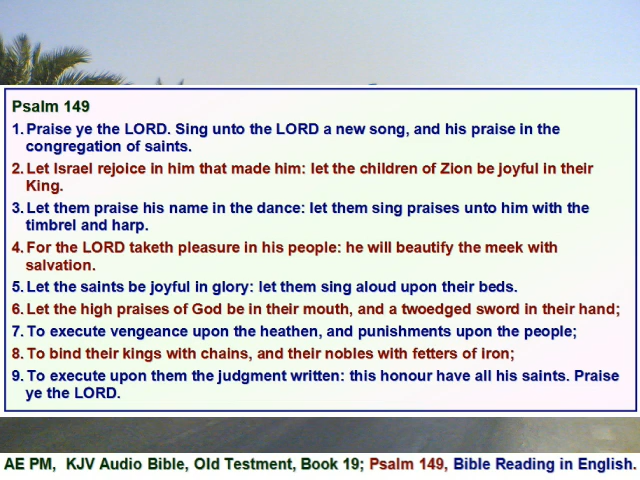 Psalm 149
1. Praise ye the LORD. Sing unto the LORD a new song, and his praise in the
congregation of saints.
2. Let Israel rejoice in him that made him: let the children of Zion be joyful in their
King.
3. Let them praise his name in the dance: let them sing praises unto him with the
timbrel and harp.
4. For the LORD taketh pleasure in his people: he will beautify the meek with
salvation.
5. Let the saints be joyful in glory: let them sing aloud upon their beds.
6. Let the high praises of God be in their mouth, and a twoedged sword in their hand;
7. To execute vengeance upon the heathen, and punishments upon the people;
8. To bind their kings with chains, and their nobles with fetters of iron;
9. To execute upon them the judgment written: this honour have all his saints. Praise
ye the LORD.
AE PM, KJV Audio Bible, Old Testment, Book 19; Psalm 149, Bible Reading in English.